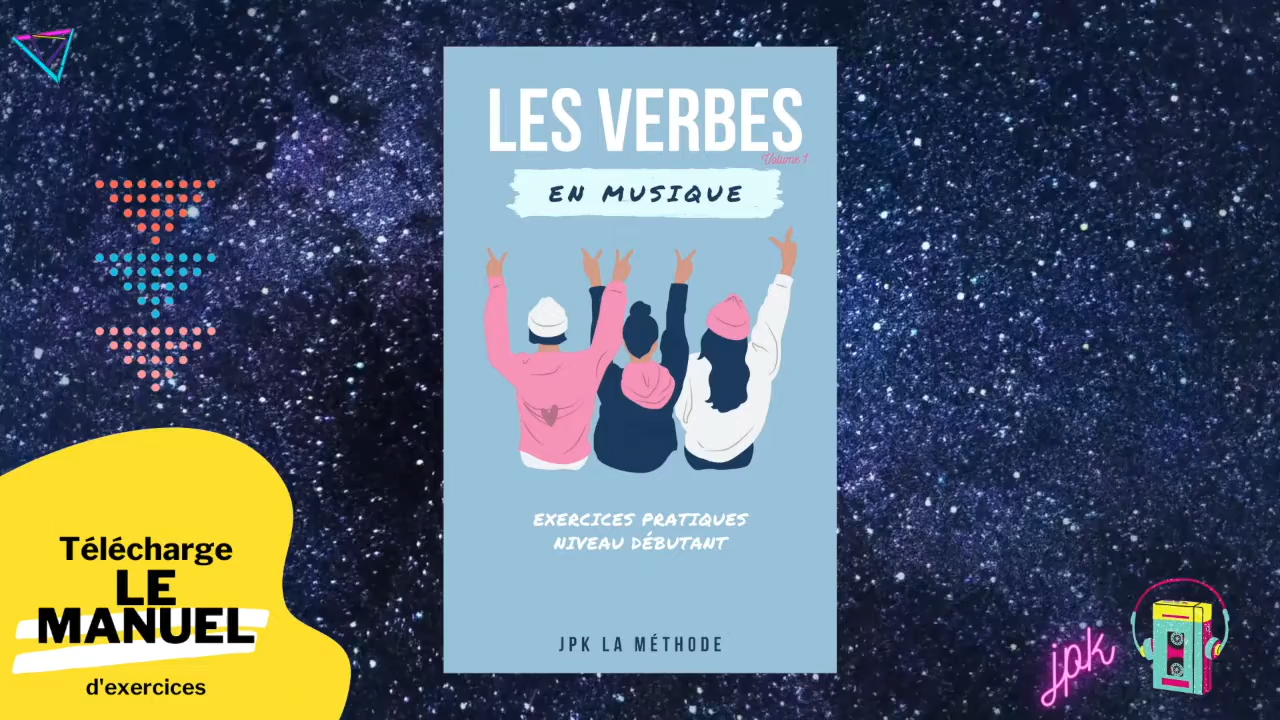 LES VERBES
Volume 1
EN MUSIQUE
EXERCICES PRATIQUES
NIVEAU DÉBUTANT
JPK LA MÉTHODE
Télécharge
LE
MANUEL
d'exercices
jpk